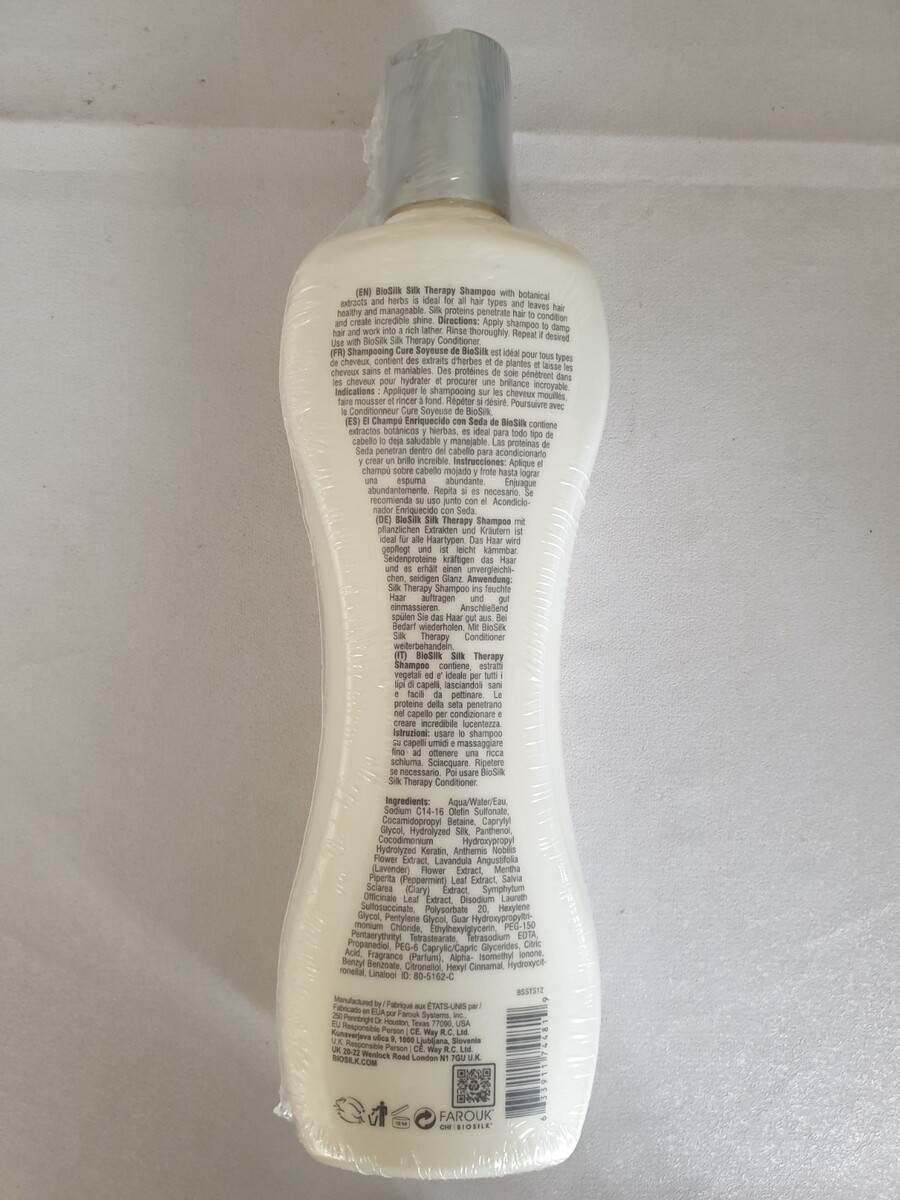 (EN) BioSilk Silk Therapy Shampoo with botanical
extracts and herbs is ideal for all hair types and leaves hair
healthy and manageable. Silk proteins penetrate hair to condition
and create incredible shine. Directions: Apply shampoo to damp
hair and work into a rich lather. Rinse thoroughly. Repeat if desired.
Use with BioSilk Silk Therapy Conditioner.
(FR) Shampooing Cure Soyeuse de BioSilk est idéal pour tous types
de cheveux, contient des extraits d'herbes et de plantes et laisse les
cheveux sains et maniables. Des protéines de soie pénètrent dans
les cheveux pour hydrater et procurer une brillance incroyable.
Indications : Appliquer le shampooing sur les cheveux mouillés,
faire mousser et rincer à fond. Répéter si désiré. Poursuivre avec
le Conditionneur Cure Soyeuse de BioSilk.
(ES) El Champú Enriquecido con Seda de BioSilk contiene
extractos botánicos y hierbas, es ideal para todo tipo de
cabello lo deja saludable y manejable. Las proteínas de
Seda penetran dentro del cabello para acondicionarlo
y crear un brillo increíble. Instrucciones: Aplique el
champú sobre cabello mojado y frote hasta lograr
una espuma abundante. Enjuague
abundantemente. Repita si es necesario. Se
recomienda su uso junto con el Acondicio-
nador Enriquecido con Seda.
(DE) BioSilk Silk Therapy Shampoo mit
pflanzlichen Extrakten und Kräutern ist
ideal für alle Haartypen. Das Haar wird
gepflegt und ist leicht kämmbar.
Seidenproteine kräftigen das Haar
und es erhält einen unvergleichli-
chen, seidigen Glanz. Anwendung:
Silk Therapy Shampoo ins feuchte
Haar auftragen und gut
einmassieren. Anschließend
spülen Sie das Haar gut aus. Bei
Bedarf wiederholen. Mit BioSilk
Silk Therapy Conditioner
weiterbehandeln.
(IT) BioSilk Silk Therapy
Shampoo contiene, estratti
vegetali ed e' ideale per tutti i
tipi di capelli, lasciandoli sani
e facili da pettinare. Le
proteine della seta penetrano
nel capello per condizionare e
creare incredibile lucentezza.
Istruzioni: usare lo shampoo
su capelli umidi e massaggiare
fino ad ottenere una ricca
schiuma. Sciacquare. Ripetere
se necessario. Poi usare BioSilk
Silk Therapy Conditioner.
Ingredients: Aqua/Water/Eau,
Sodium C14-16 Olefin Sulfonate,
Cocamidopropyl Betaine, Caprylyl
Glycol, Hydrolyzed Silk, Panthenol,
Cocodimonium Hydroxypropyl
Hydrolyzed Keratin, Anthemis Nobilis
Flower Extract, Lavandula Angustifolia
(Lavender) Flower Extract, Mentha
Piperita (Peppermint) Leaf Extract, Salvia
Sclarea (Clary) Extract, Symphytum
Officinale Leaf Extract, Disodium Laureth
Sulfosuccinate, Polysorbate 20, Hexylene
Glycol, Pentylene Glycol, Guar Hydroxypropyltri-
monium Chloride, Ethylhexylglycerin, PEG-150
Pentaerythrityl Tetrastearate, Tetrasodium EDTA,
Propanediol, PEG-6 Caprylic/Capric Glycerides, Citric
Acid, Fragrance (Parfum), Alpha- Isomethyl Ionone,
Benzyl Benzoate, Citronellol, Hexyl Cinnamal, Hydroxycit-
ronellal, Linalool ID: 80-5162-C
BSSTS12
Manufactured by / Fabriqué aux ÉTATS-UNIS par /
Fabricado en EUA por Farouk Systems, Inc.,
250 Pennbright Dr. Houston, Texas 77090, USA
EU Responsible Person | CE. Way R.C. Ltd.
Kunaverjeva ulica 9, 1000 Ljubljana, Slovenia
U.K. Responsible Person | CE. Way R.C. Ltd.
UK 20-22 Wenlock Road London N1 7GU U.K.
BIOSILK.COM
6 33911 74481 9
FAROUK
CHI | BIOSILK